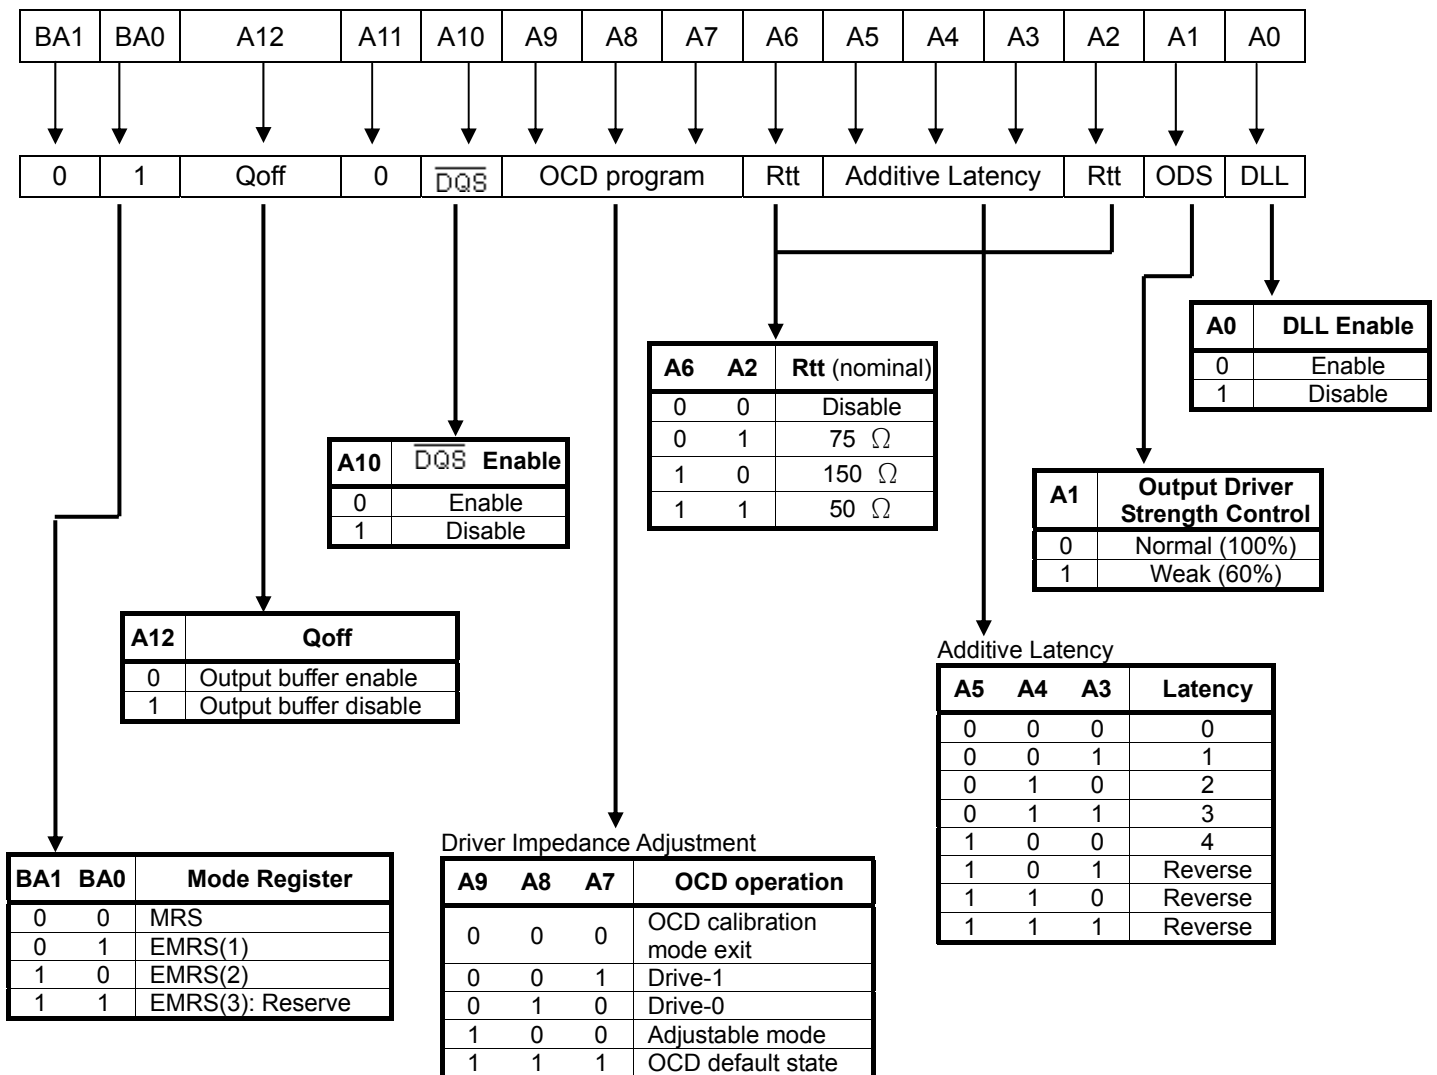 BA1 BA0 A12 A11 A10 A9 A8 A7 A6 A5 A4 A3 A2 A1 A0
0 1 Qoff 0 D̅Q̅S̅ OCD program Rtt Additive Latency Rtt ODS DLL
A0 DLL Enable
0 Enable
1 Disable
A6 A2 Rtt (nominal)
0 0 Disable
0 1 75 Ω
1 0 150 Ω
1 1 50 Ω
A10 D̅Q̅S̅ Enable
0 Enable
1 Disable
A1 Output Driver
Strength Control
0 Normal (100%)
1 Weak (60%)
A12 Qoff
0 Output buffer enable
1 Output buffer disable
Additive Latency
A5 A4 A3 Latency
0 0 0 0
0 0 1 1
0 1 0 2
0 1 1 3
1 0 0 4
1 0 1 Reverse
1 1 0 Reverse
1 1 1 Reverse
BA1 BA0 Mode Register
0 0 MRS
0 1 EMRS(1)
1 0 EMRS(2)
1 1 EMRS(3): Reserve
Driver Impedance Adjustment
A9 A8 A7 OCD operation
0 0 0 OCD calibration
mode exit
0 0 1 Drive-1
0 1 0 Drive-0
1 0 0 Adjustable mode
1 1 1 OCD default state